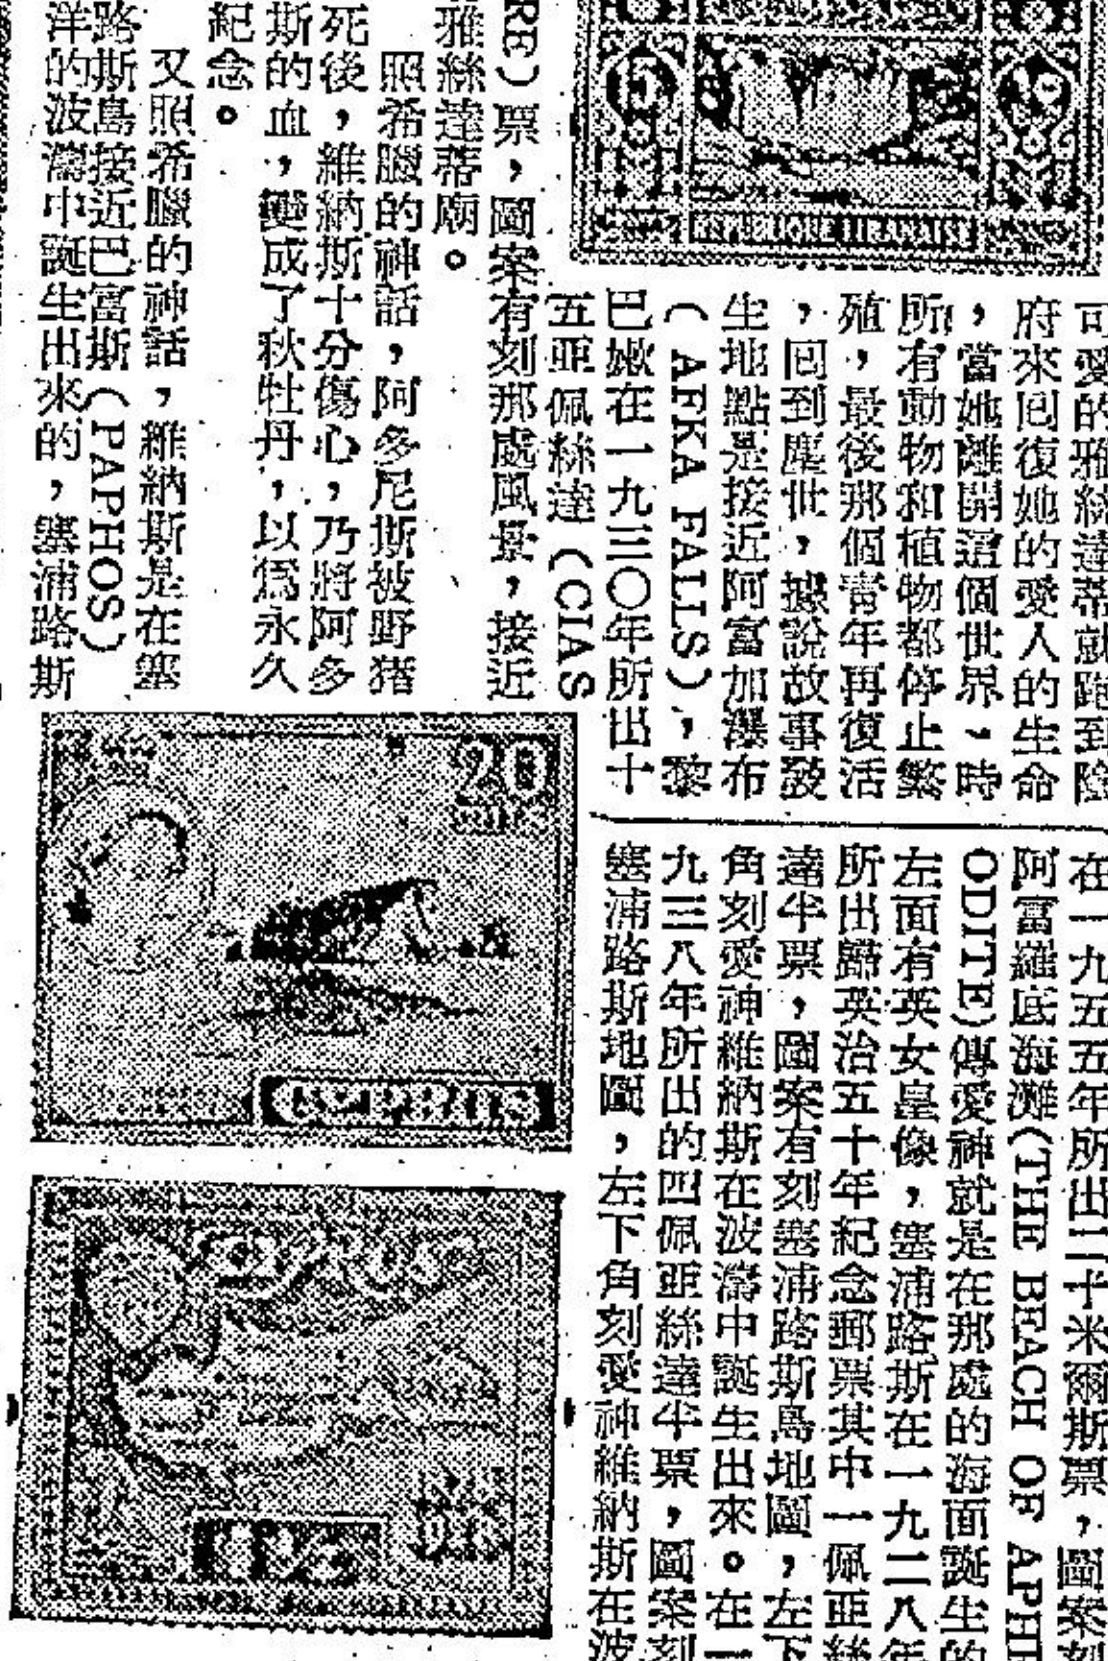 可愛的雅絲達蒂就跑到陰
府來囘復她的愛人的生命
，當她離開這個世界、時
所有動物和植物都停止繁
殖，最後那個青年再復活
，囘到塵世，據說故事發
生地點是接近阿富加瀑布
（AFKA FALLS），黎
巴嫩在一九三〇年所出十
五亞佩絲達（CIAS
RE）票，圖案有刻那處風景，接近
雅絲達蒂廟。
照希臘的神話，阿多尼斯被野猪
死後，維納斯十分傷心，乃將阿多
斯的血，變成了秋牡丹，以爲永久
紀念。
又照希臘的神話，維納斯是在塞
路斯島接近巴富斯（PAPHOS）
洋的波濤中誕生出來的，塞浦路斯
在一九五五年所出二十米爾斯票，圖案刻
阿富羅底海灘（THE BEACH OF APHR
ODITE）傳愛神就是在那處的海面誕生的
左面有英女皇像，塞浦路斯在一九二八年
所出歸英治五十年紀念郵票其中一佩亞絲
達半票，圖案有刻塞浦路斯島地圖，左下
角刻愛神維納斯在波濤中誕生出來。在一
九三八年所出的四佩亞絲達半票，圖案刻
塞浦路斯地圖，左下角刻愛神維納斯在波
REPUBLIQUE LIBANAISE
15
20
MILS
CYPRUS